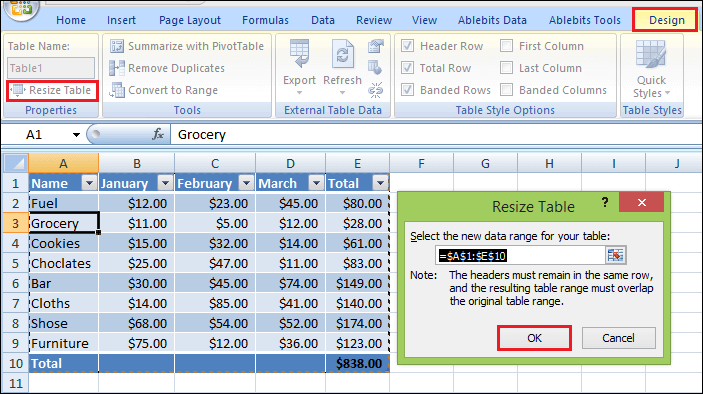 Home Insert Page Layout Formulas Data Review View Ablebits Data Ablebits Tools Design
Table Name:
Table1
Resize Table
Properties
Summarize with PivotTable
Remove Duplicates
Convert to Range
Tools
Export Refresh
External Table Data
Header Row First Column
Total Row Last Column
Banded Rows Banded Columns
Table Style Options
Quick
Styles
Table Styles
A1 fx Grocery
A B C D E F G H I J
1 Name January February March Total
2 Fuel $12.00 $23.00 $45.00 $80.00
3 Grocery $11.00 $5.00 $12.00 $28.00
4 Cookies $15.00 $32.00 $14.00 $61.00
5 Choclates $25.00 $47.00 $11.00 $83.00
6 Bar $30.00 $45.00 $74.00 $149.00
7 Cloths $14.00 $85.00 $41.00 $140.00
8 Shose $68.00 $54.00 $52.00 $174.00
9 Furniture $75.00 $12.00 $36.00 $123.00
10 Total $838.00
11
Resize Table ? x
Select the new data range for your table:
=$A$1:$E$10
Note: The headers must remain in the same row,
and the resulting table range must overlap
the original table range.
OK Cancel